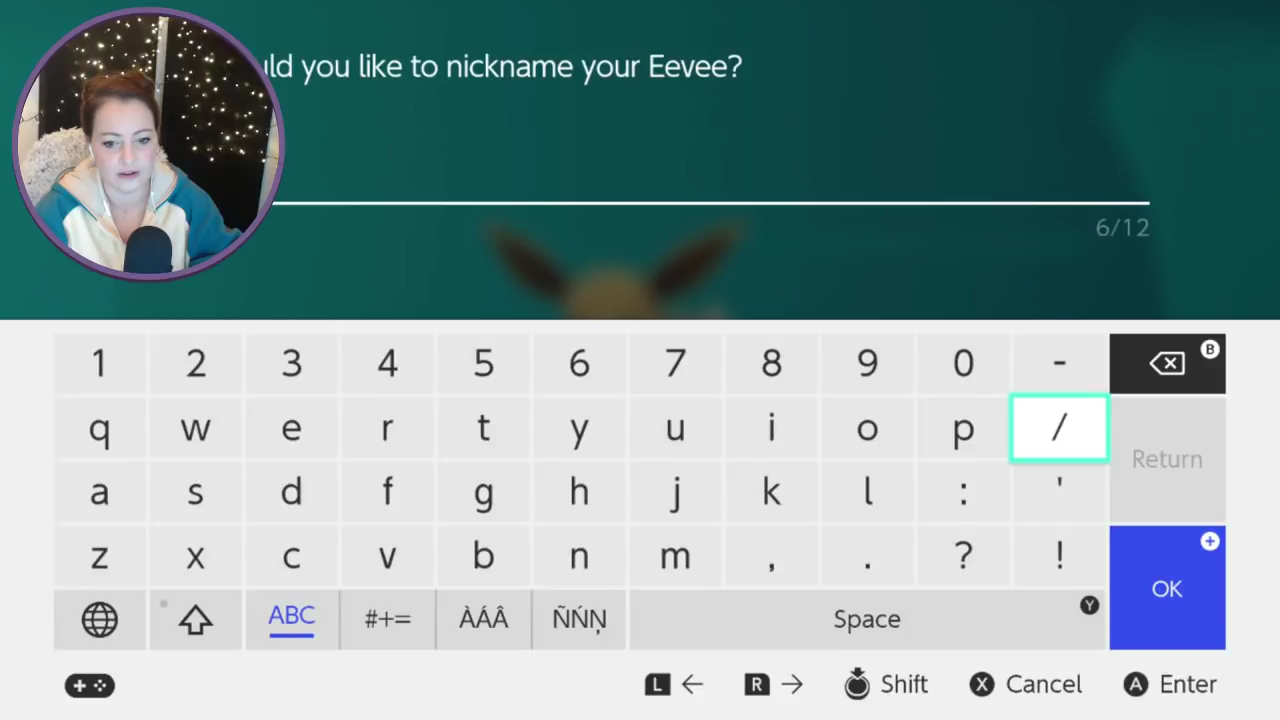 ld you like to nickname your Eevee?
6/12
1 2 3 4 5 6 7 8 9 0 - B
q w e r t y u i o p / Return
a s d f g h j k l : '
z x c v b n m , . ? ! + OK
ABC #+= ÀÁÂ ÑŃŅ Space Y
L ← R → Shift X Cancel A Enter